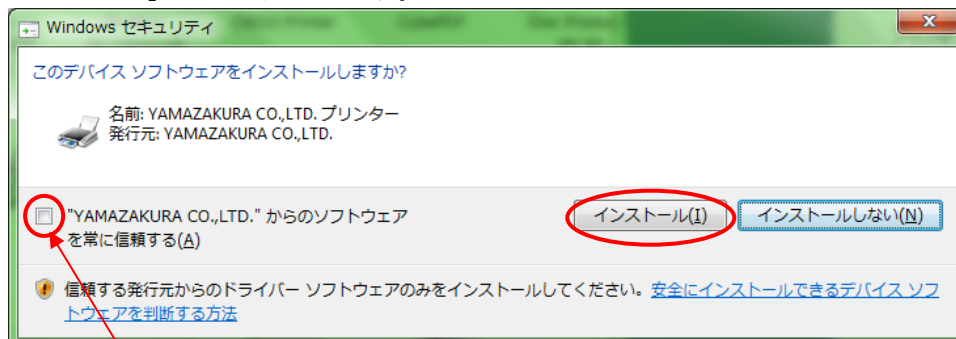 Windows セキュリティ
このデバイス ソフトウェアをインストールしますか?
名前: YAMAZAKURA CO.,LTD. プリンター
発行元: YAMAZAKURA CO.,LTD.
"YAMAZAKURA CO.,LTD." からのソフトウェア
を常に信頼する(A)
インストール(I)
インストールしない(N)
信頼する発行元からのドライバー ソフトウェアのみをインストールしてください。安全にインストールできるデバイス ソフ
トウェアを判断する方法